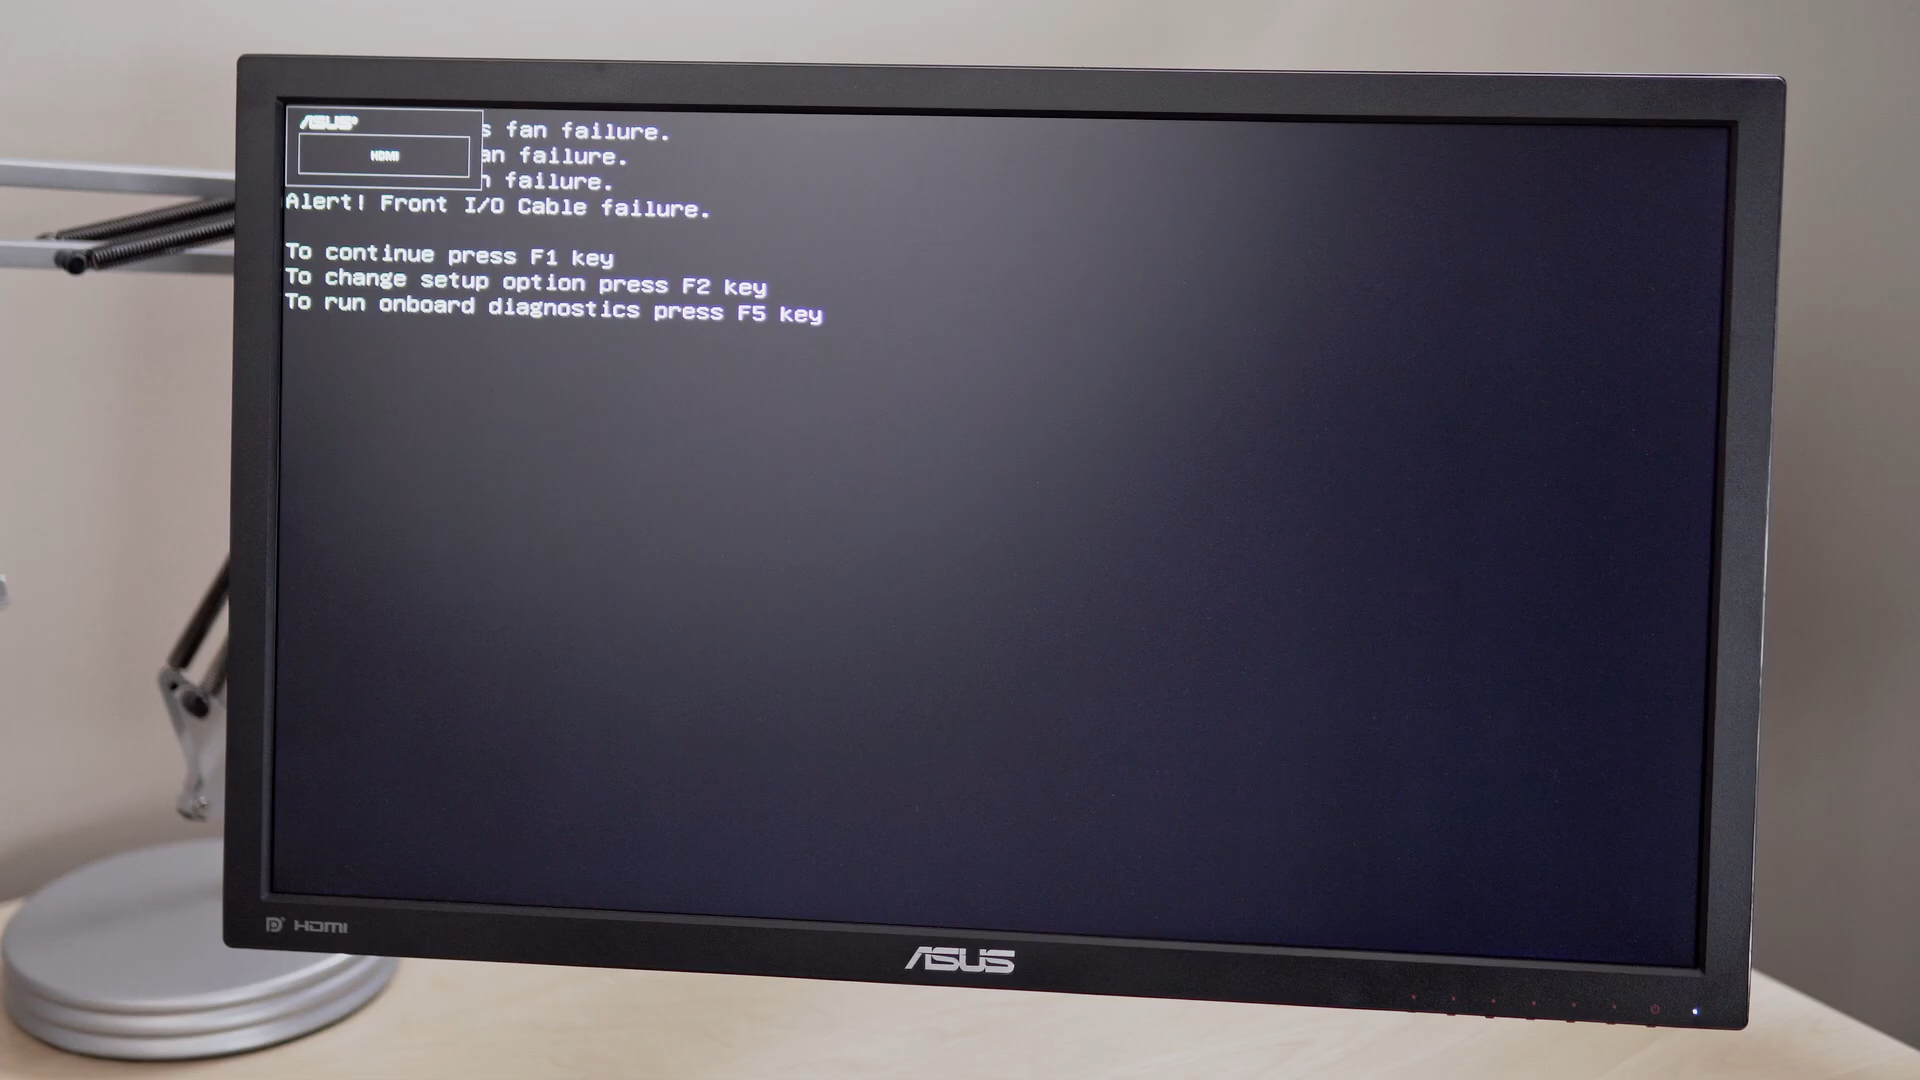 ASUS
HDMI
s fan failure.
an failure.
n failure.
Alert! Front I/O Cable failure.
To continue press F1 key
To change setup option press F2 key
To run onboard diagnostics press F5 key
HDMI
ASUS